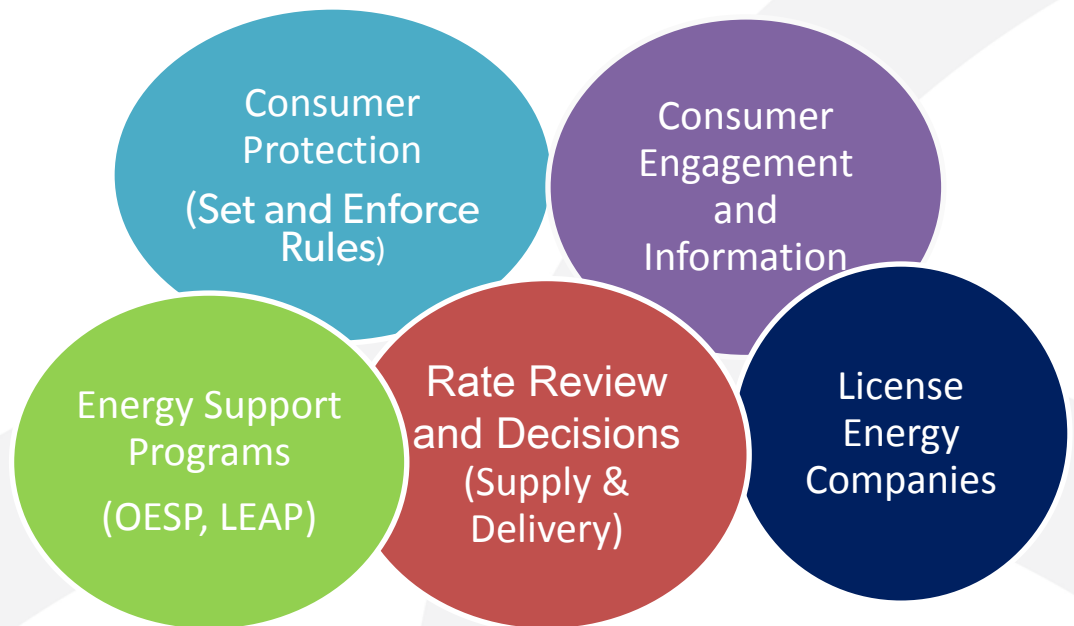 Consumer
Protection
(Set and Enforce
Rules)
Consumer
Engagement
and
Information
Energy Support
Programs
(OESP, LEAP)
Rate Review
and Decisions
(Supply &
Delivery)
License
Energy
Companies